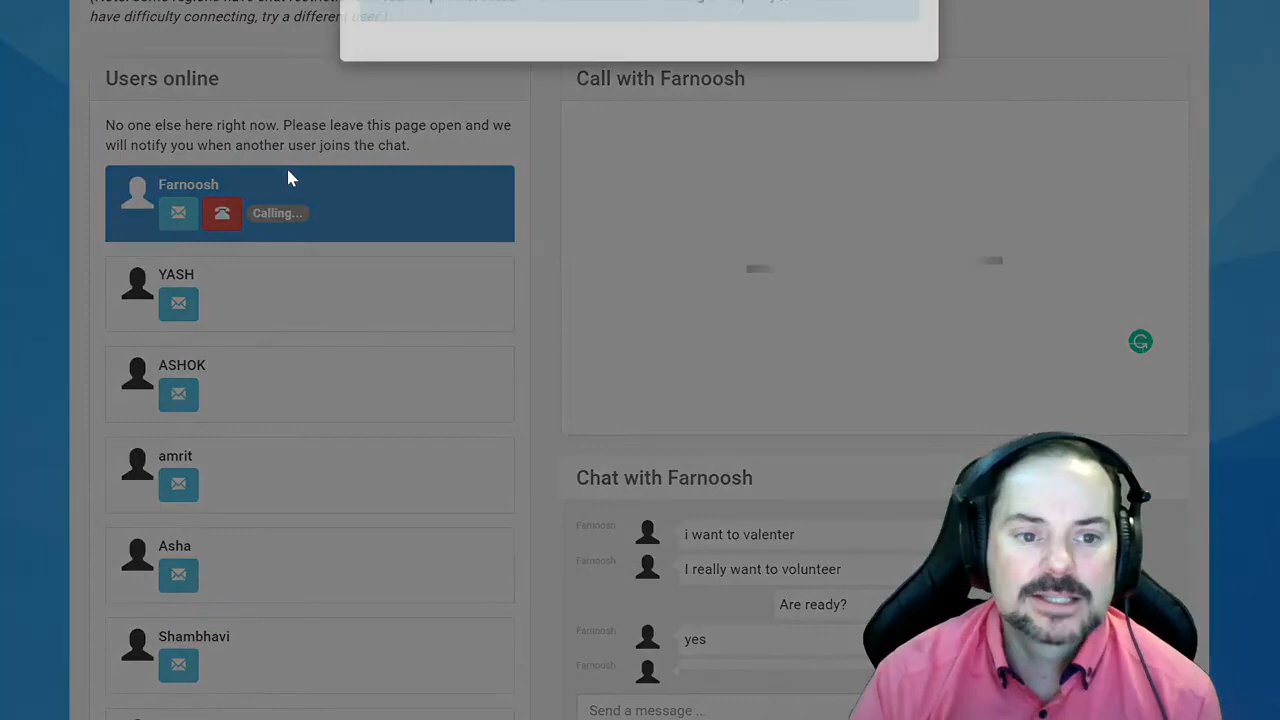 have difficulty connecting, try a different user.)
Users online
Call with Farnoosh
No one else here right now. Please leave this page open and we
will notify you when another user joins the chat.
Farnoosh
Calling...
YASH
ASHOK
amrit
Asha
Shambhavi
Chat with Farnoosh
Farnoosh i want to valenter
Farnoosh I really want to volunteer
Are ready?
Farnoosh yes
Farnoosh
Send a message ...